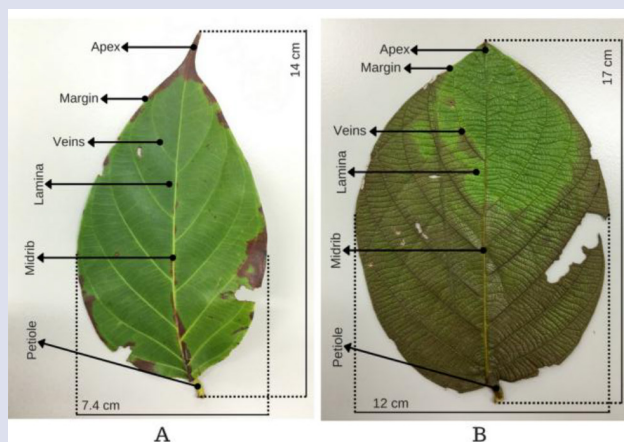 Apex
Margin
Veins
Lamina
Midrib
Petiole
14 cm
7.4 cm
A
Apex
Margin
Veins
Lamina
Midrib
Petiole
17 cm
12 cm
B